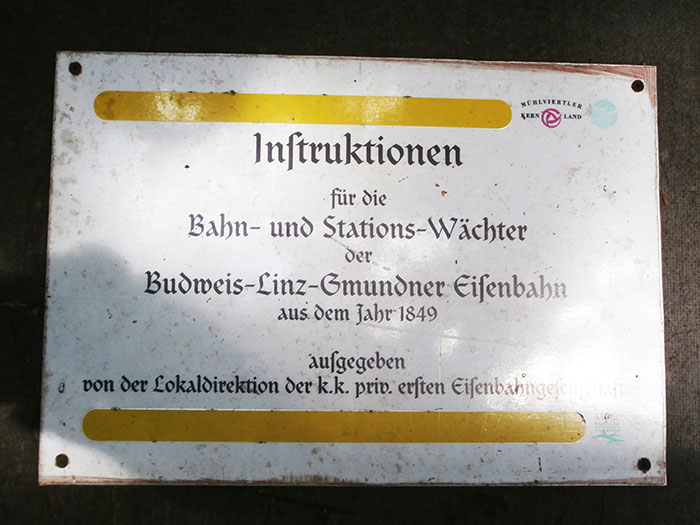 MÜHLVIERTLER
KERN LAND
Inſtruktionen
für die
Bahn- und Stations-Wächter
der
Budweis-Linz-Gmundner Eiſenbahn
aus dem Jahr 1849
auſgegeben
von der Lokaldirektion der k.k. priv. ersten Eiſenbahngeſellſchaft